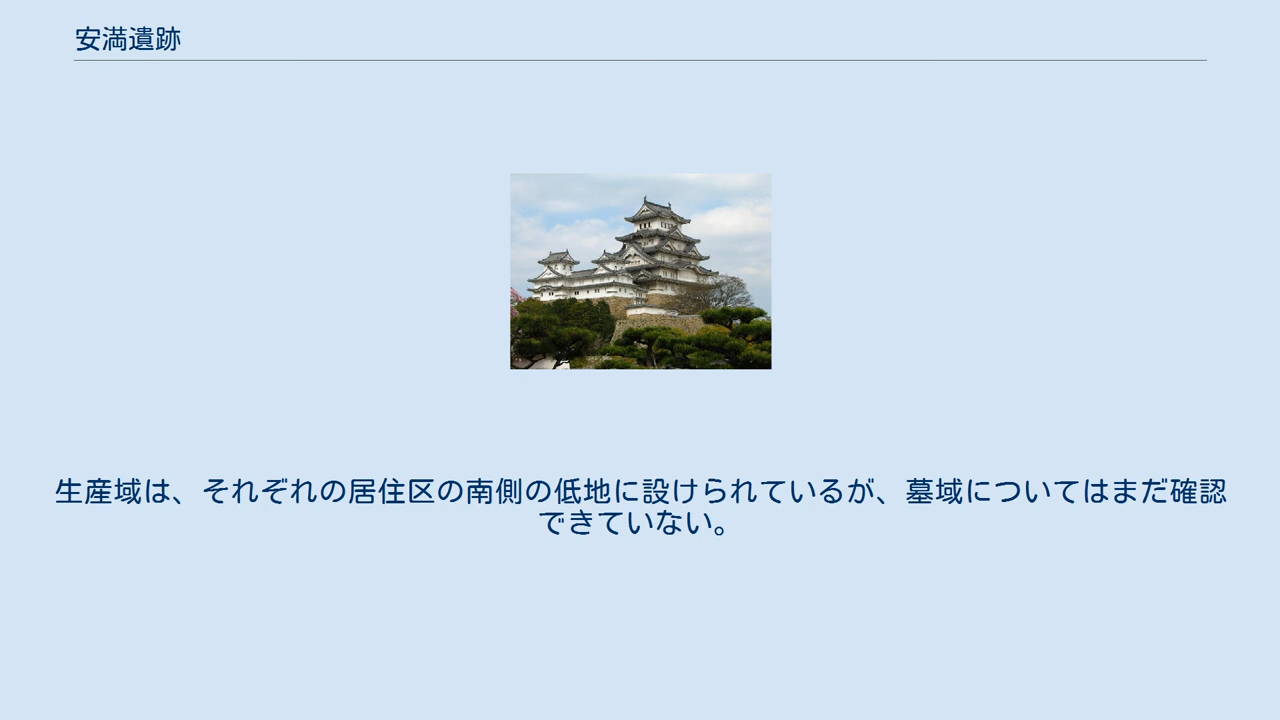 安満遺跡
生産域は、それぞれの居住区の南側の低地に設けられているが、墓域についてはまだ確認
できていない。